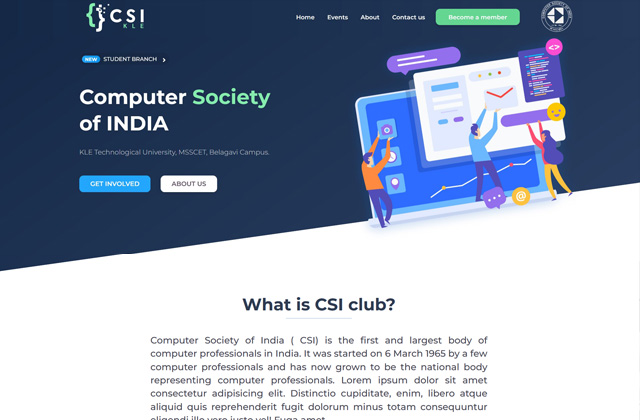 CSI
KLE
Home Events About Contact us Become a member
NEW STUDENT BRANCH
Computer Society
of INDIA
KLE Technological University, MSSCET, Belagavi Campus.
GET INVOLVED ABOUT US
What is CSI club?
Computer Society of India ( CSI) is the first and largest body of
computer professionals in India. It was started on 6 March 1965 by a few
computer professionals and has now grown to be the national body
representing computer professionals. Lorem ipsum dolor sit amet
consectetur adipisicing elit. Distinctio cupiditate, enim, libero atque
aliquid quis reprehenderit fugit dolorum minus totam consequuntur